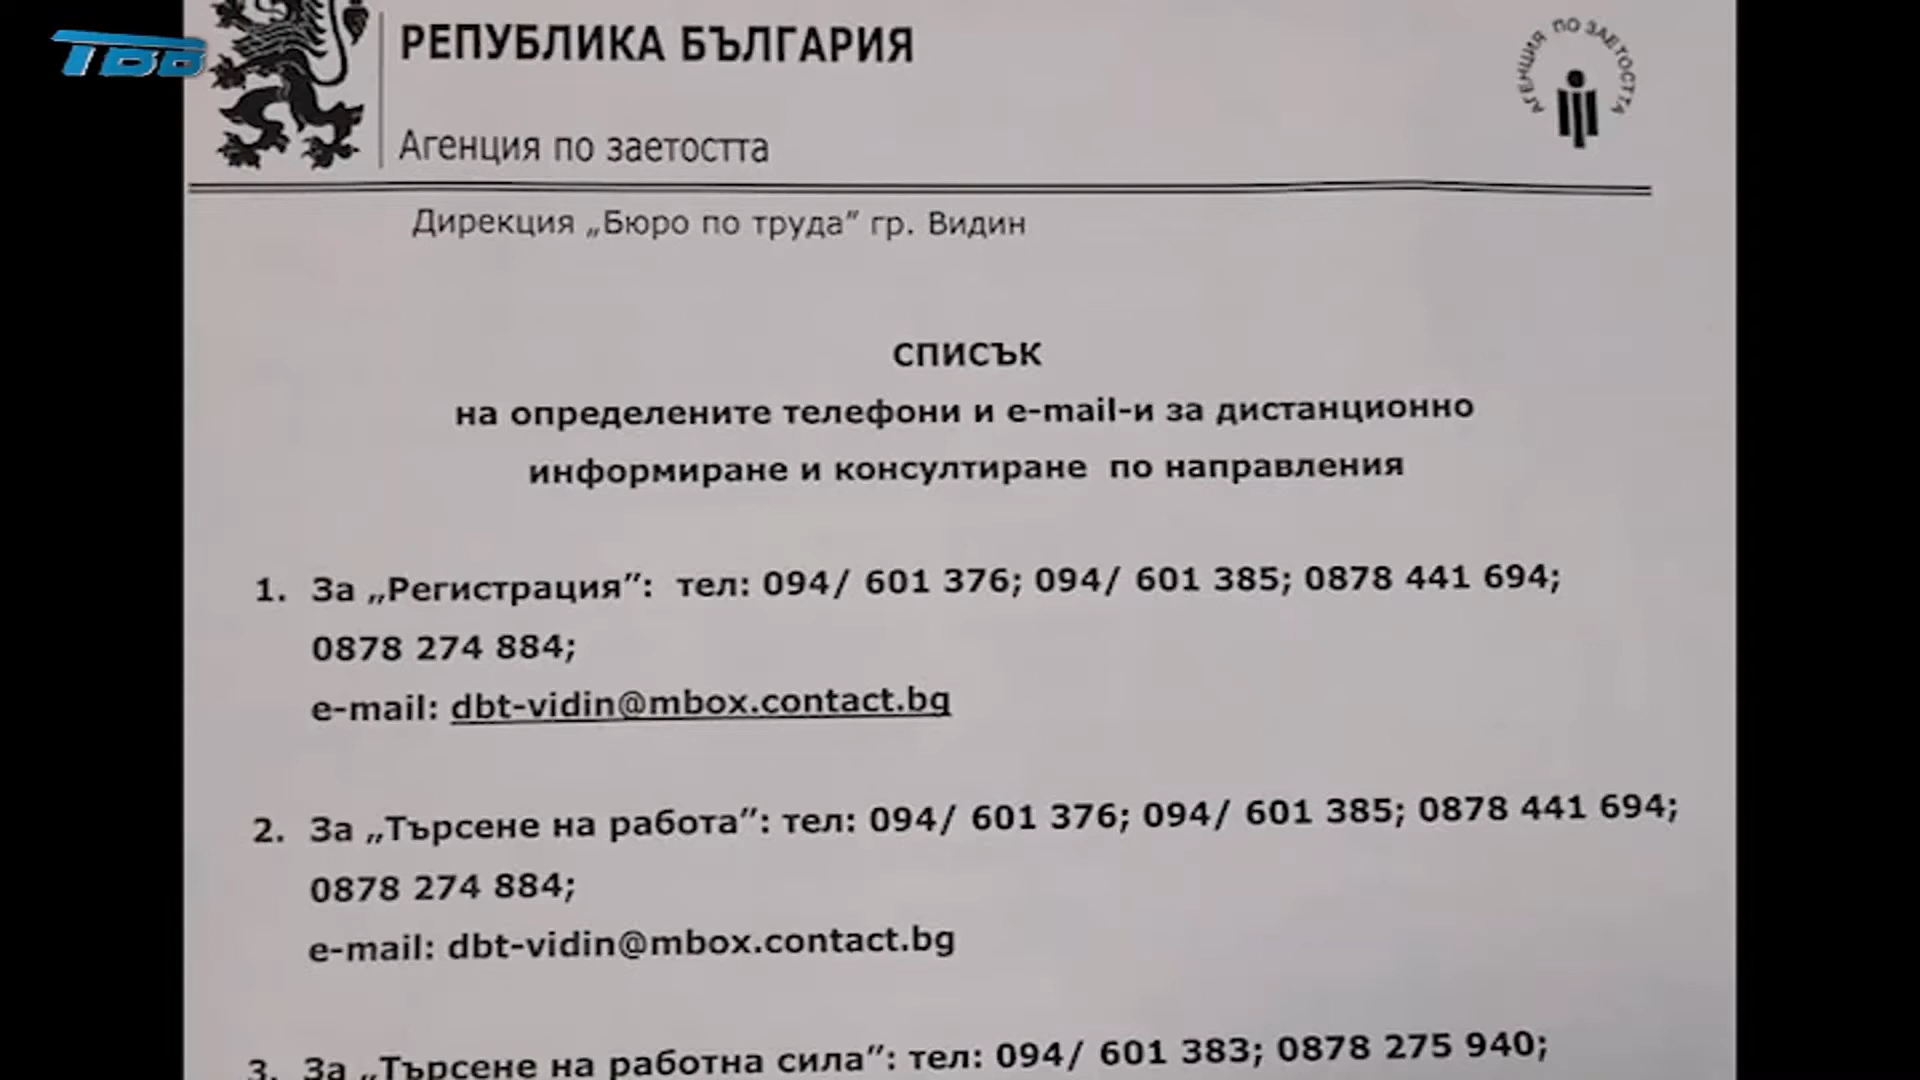 ТВВ
РЕПУБЛИКА БЪЛГАРИЯ
Агенция по заетостта
АГЕНЦИЯ ПО ЗАЕТОСТТА
Дирекция „Бюро по труда” гр. Видин
СПИСЪК
на определените телефони и e-mail-и за дистанционно
информиране и консултиране по направления
1. За „Регистрация”: тел: 094/ 601 376; 094/ 601 385; 0878 441 694;
0878 274 884;
e-mail: dbt-vidin@mbox.contact.bg
2. За „Търсене на работа”: тел: 094/ 601 376; 094/ 601 385; 0878 441 694;
0878 274 884;
e-mail: dbt-vidin@mbox.contact.bg
3. За „Търсене на работна сила”: тел: 094/ 601 383; 0878 275 940;